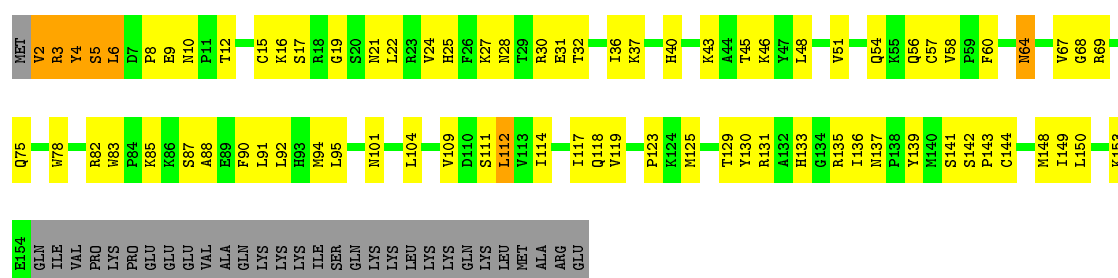 MET V2 R3 Y4 S5 L6 D7 P8 E9 N10 P11 T12 C15 K16 S17 R18 G19 S20 N21 L22 R23 V24 H25 F26 K27 N28 T29 R30 E31 T32 I36 K37 H40 K43 A44 T45 K46 Y47 L48 V51 Q54 K55 Q56 C57 V58 P59 F60 N64 V67 G68 R69
Q75 W78 R82 W83 P84 K85 K86 S87 A88 E89 F90 L91 L92 H93 M94 L95 N101 L104 V109 D110 S111 L112 V113 I114 I117 Q118 V119 P123 K124 M125 T129 Y130 R131 A132 H133 G134 R135 I136 N137 P138 Y139 M140 S141 S142 P143 C144 M148 I149 L150 K153
E154 GLN ILE VAL PRO LYS PRO GLU GLU GLU VAL ALA GLN LYS LYS LYS ILE SER GLN LYS LYS LEU LYS LYS GLN LYS LEU MET ALA ARG GLU